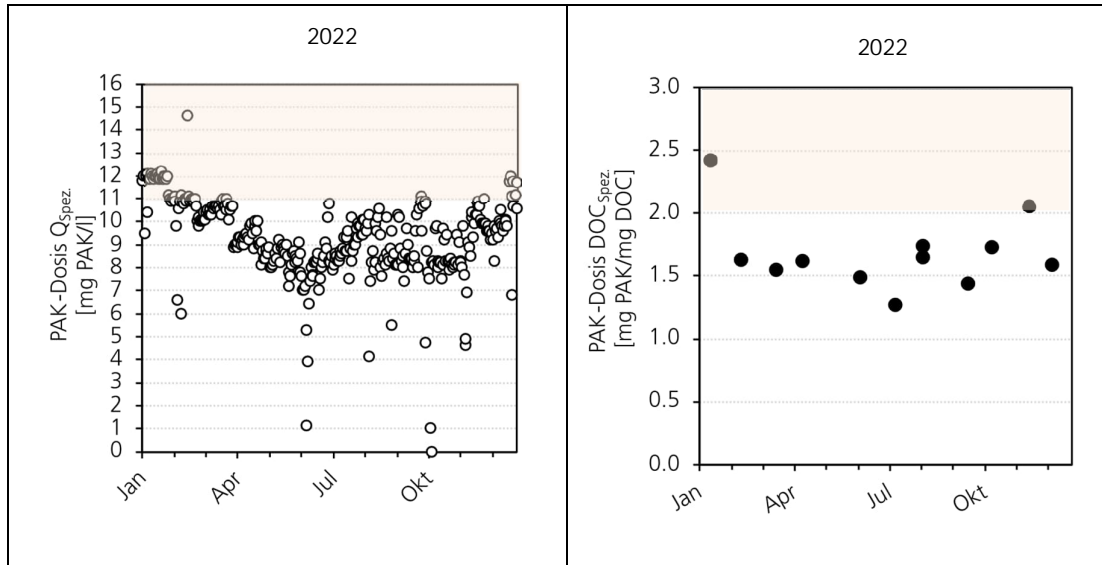 2022
PAK-Dosis Q_Spez.
[mg PAK/l]
16
15
14
13
12
11
10
9
8
7
6
5
4
3
2
1
0
Jan
Apr
Jul
Okt
2022
PAK-Dosis DOC_Spez.
[mg PAK/mg DOC]
3.0
2.5
2.0
1.5
1.0
0.5
0.0
Jan
Apr
Jul
Okt